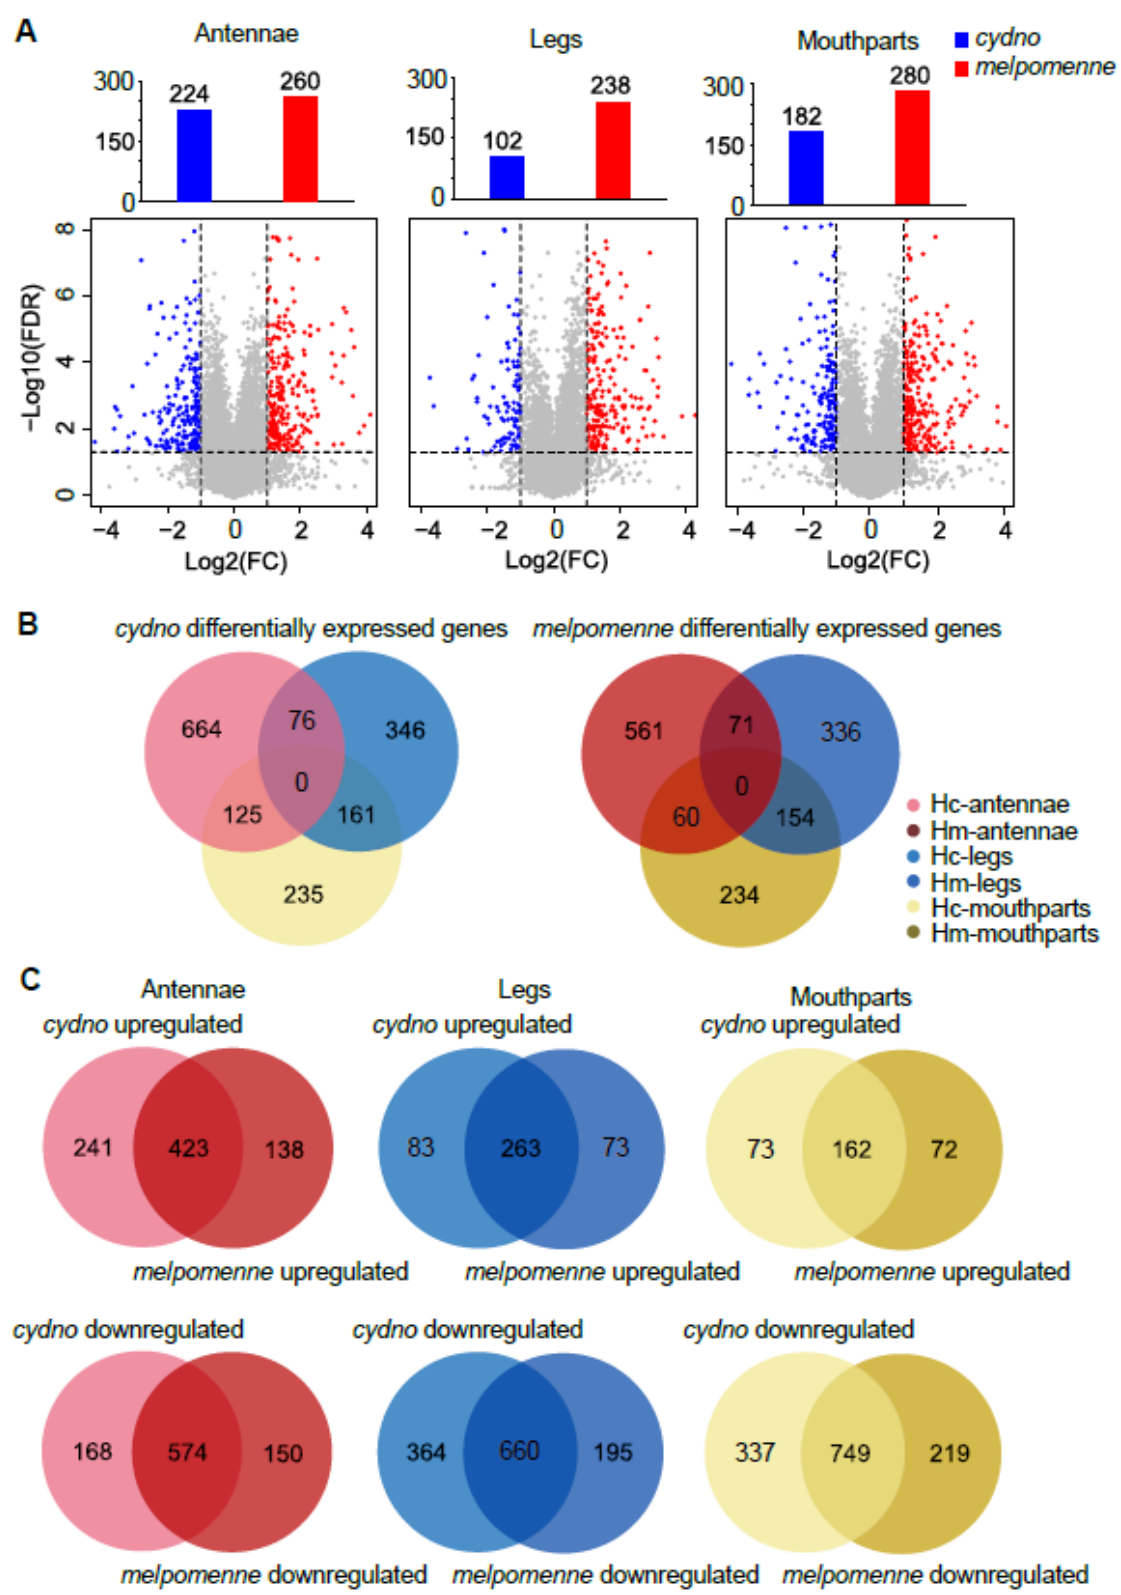 A
Antennae
Legs
Mouthparts
cydno
melpomenne
300
150
0
224
260
300
150
0
102
238
300
150
0
182
280
−Log10(FDR)
8
6
4
2
0
−4 −2 0 2 4
Log2(FC)
−4 −2 0 2 4
Log2(FC)
−4 −2 0 2 4
Log2(FC)
B
cydno differentially expressed genes
melpomenne differentially expressed genes
664
76
346
0
125
161
235
561
71
336
0
60
154
234
Hc-antennae
Hm-antennae
Hc-legs
Hm-legs
Hc-mouthparts
Hm-mouthparts
C
Antennae
Legs
Mouthparts
cydno upregulated
cydno upregulated
cydno upregulated
241 423 138
83 263 73
73 162 72
melpomenne upregulated
melpomenne upregulated
melpomenne upregulated
cydno downregulated
cydno downregulated
cydno downregulated
168 574 150
364 660 195
337 749 219
melpomenne downregulated
melpomenne downregulated
melpomenne downregulated